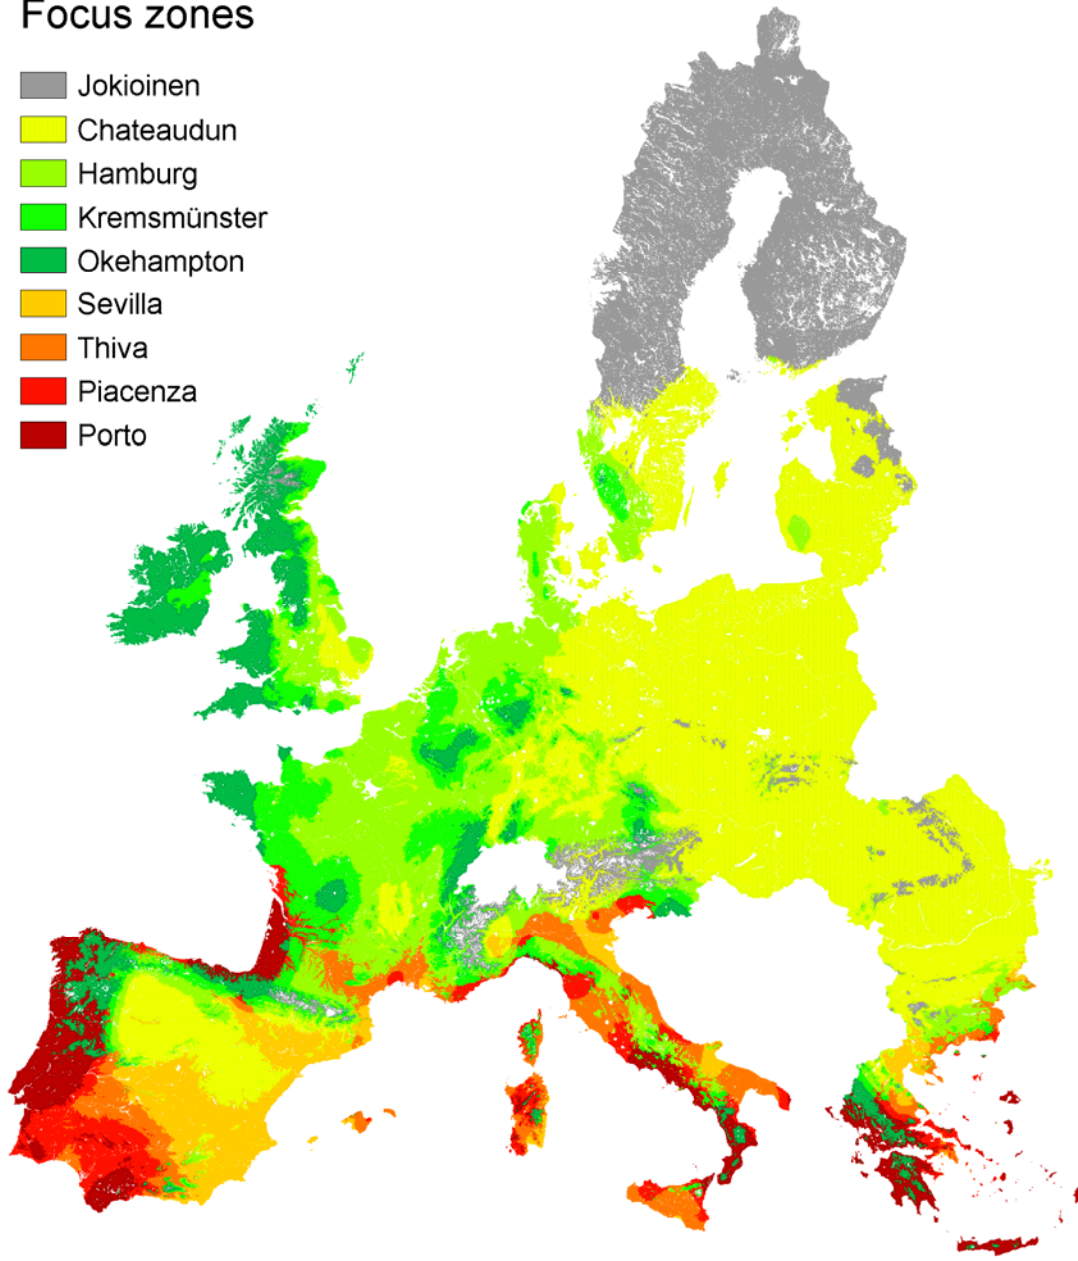 Focus zones
Jokioinen
Chateaudun
Hamburg
Kremsmünster
Okehampton
Sevilla
Thiva
Piacenza
Porto